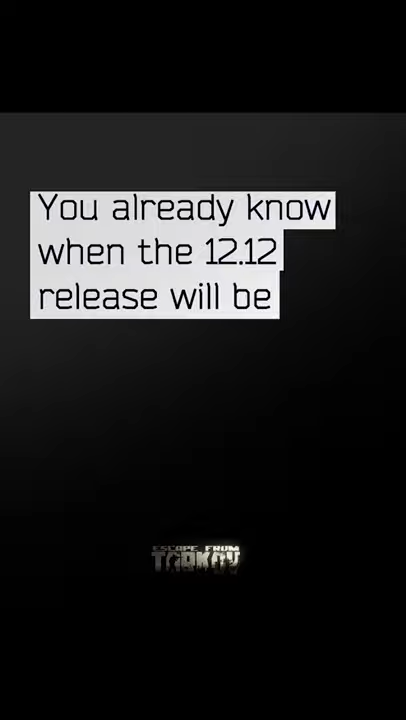 You already know
when the 12.12
release will be
ESCAPE FROM
TARKOV